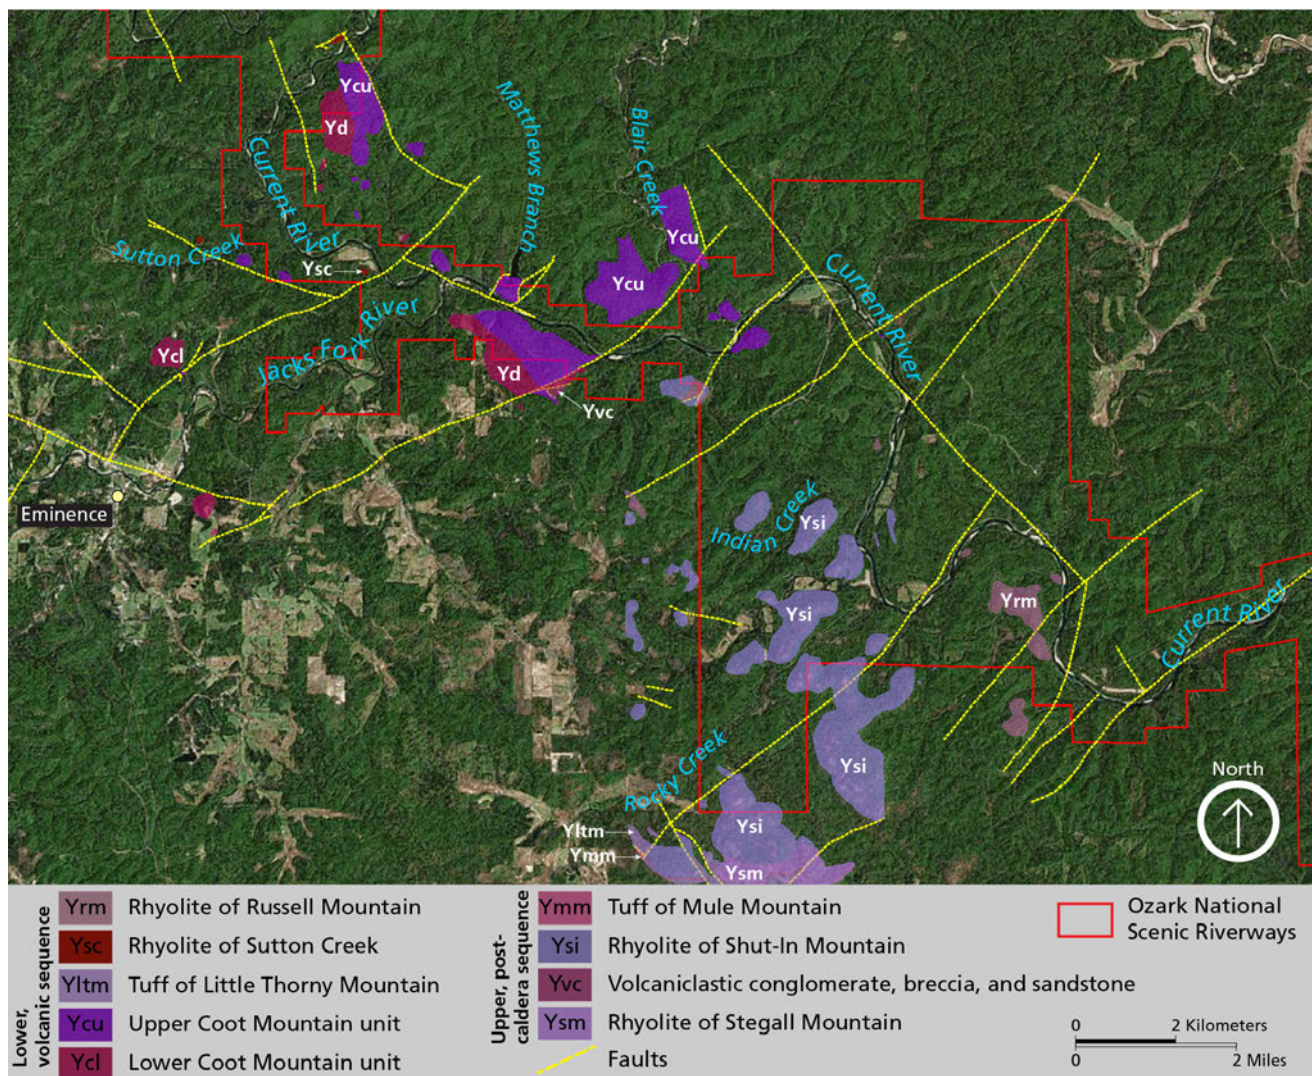 Ycu
Yd
Matthews Branch
Blair Creek
Current River
Sutton Creek
Ysc
Ycu
Ycu
Current River
Jacks Fork River
Ycl
Yd
Yvc
Eminence
Indian Creek
Ysi
Ysi
Yrm
Current River
Ysi
Rocky Creek
North
Yltm
Ysi
Ymm
Ysm
Lower, volcanic sequence
Yrm Rhyolite of Russell Mountain
Ysc Rhyolite of Sutton Creek
Yltm Tuff of Little Thorny Mountain
Ycu Upper Coot Mountain unit
Ycl Lower Coot Mountain unit
Upper, post-
caldera sequence
Ymm Tuff of Mule Mountain
Ysi Rhyolite of Shut-In Mountain
Yvc Volcaniclastic conglomerate, breccia, and sandstone
Ysm Rhyolite of Stegall Mountain
Faults
Ozark National
Scenic Riverways
0 2 Kilometers
0 2 Miles